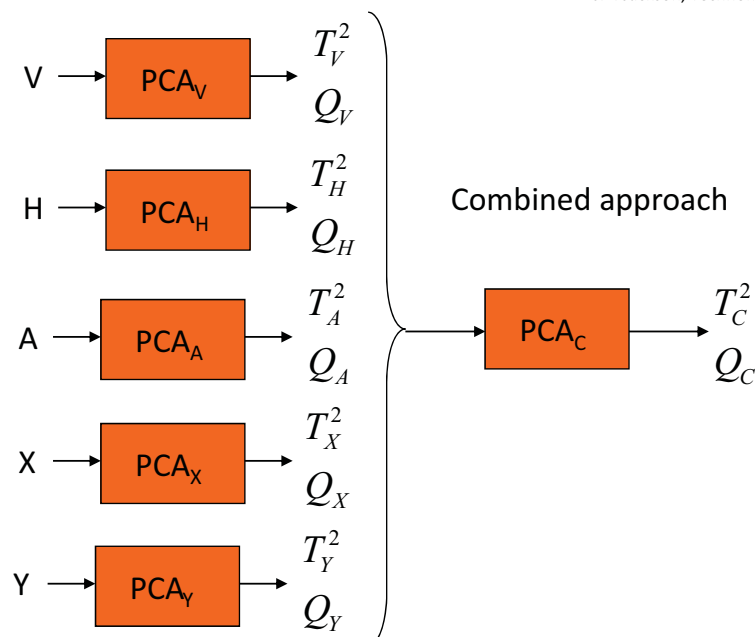 V
PCA_V
T_V^2
Q_V
H
PCA_H
T_H^2
Q_H
Combined approach
A
PCA_A
T_A^2
Q_A
PCA_C
T_C^2
Q_C
X
PCA_X
T_X^2
Q_X
Y
PCA_Y
T_Y^2
Q_Y